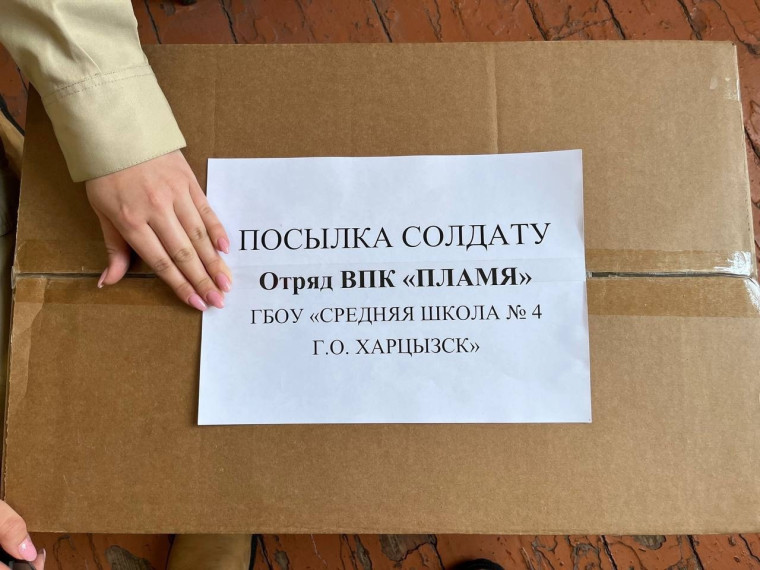 ПОСЫЛКА СОЛДАТУ
Отряд ВПК «ПЛАМЯ»
ГБОУ «СРЕДНЯЯ ШКОЛА № 4
Г.О. ХАРЦЫЗСК»